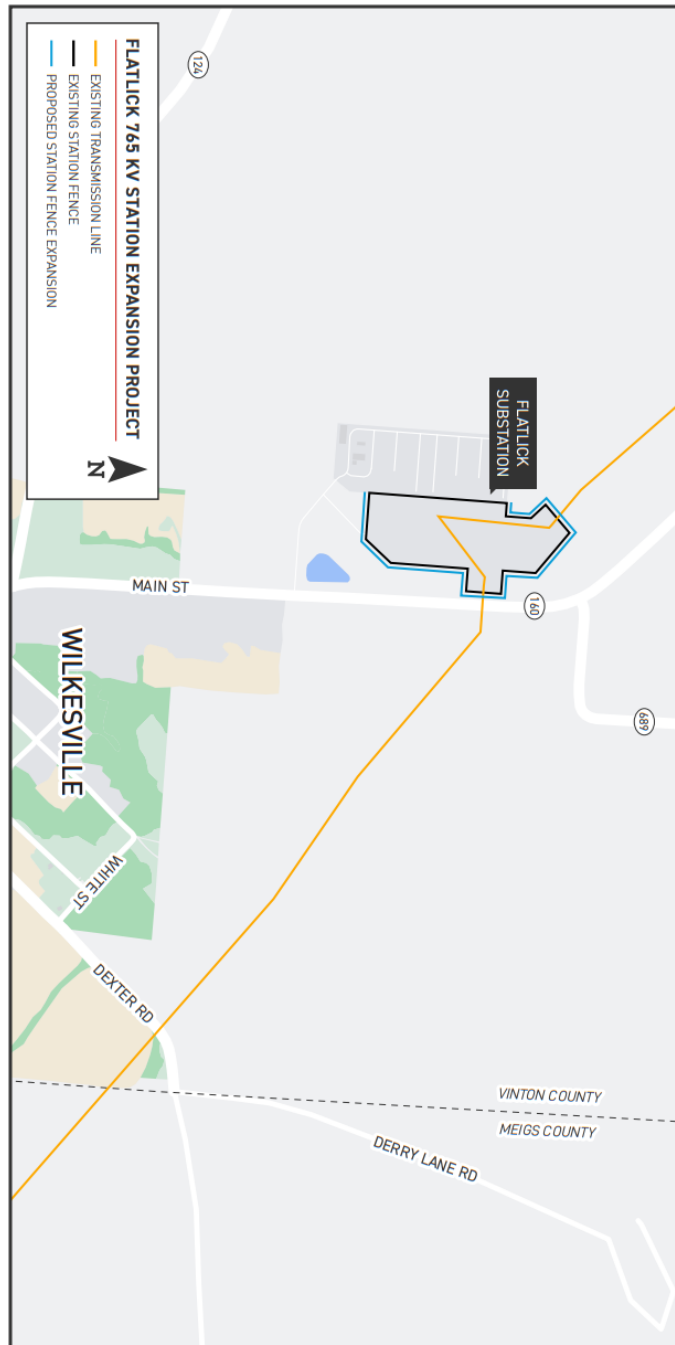 FLATLICK 765 KV STATION EXPANSION PROJECT
EXISTING TRANSMISSION LINE
EXISTING STATION FENCE
PROPOSED STATION FENCE EXPANSION
N
124
FLATLICK
SUBSTATION
MAIN ST
160
689
WILKESVILLE
WHITE ST
DEXTER RD
VINTON COUNTY
MEIGS COUNTY
DERRY LANE RD